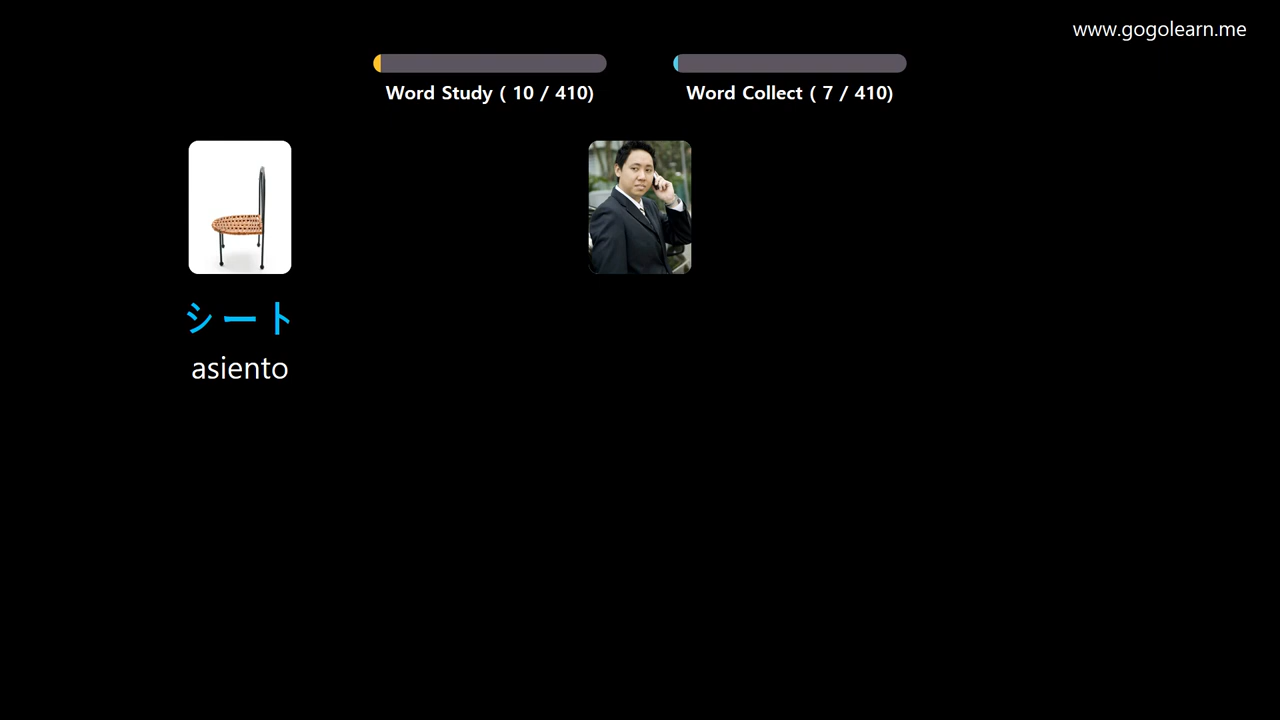 www.gogolearn.me
Word Study ( 10 / 410)
Word Collect ( 7 / 410)
シート
asiento